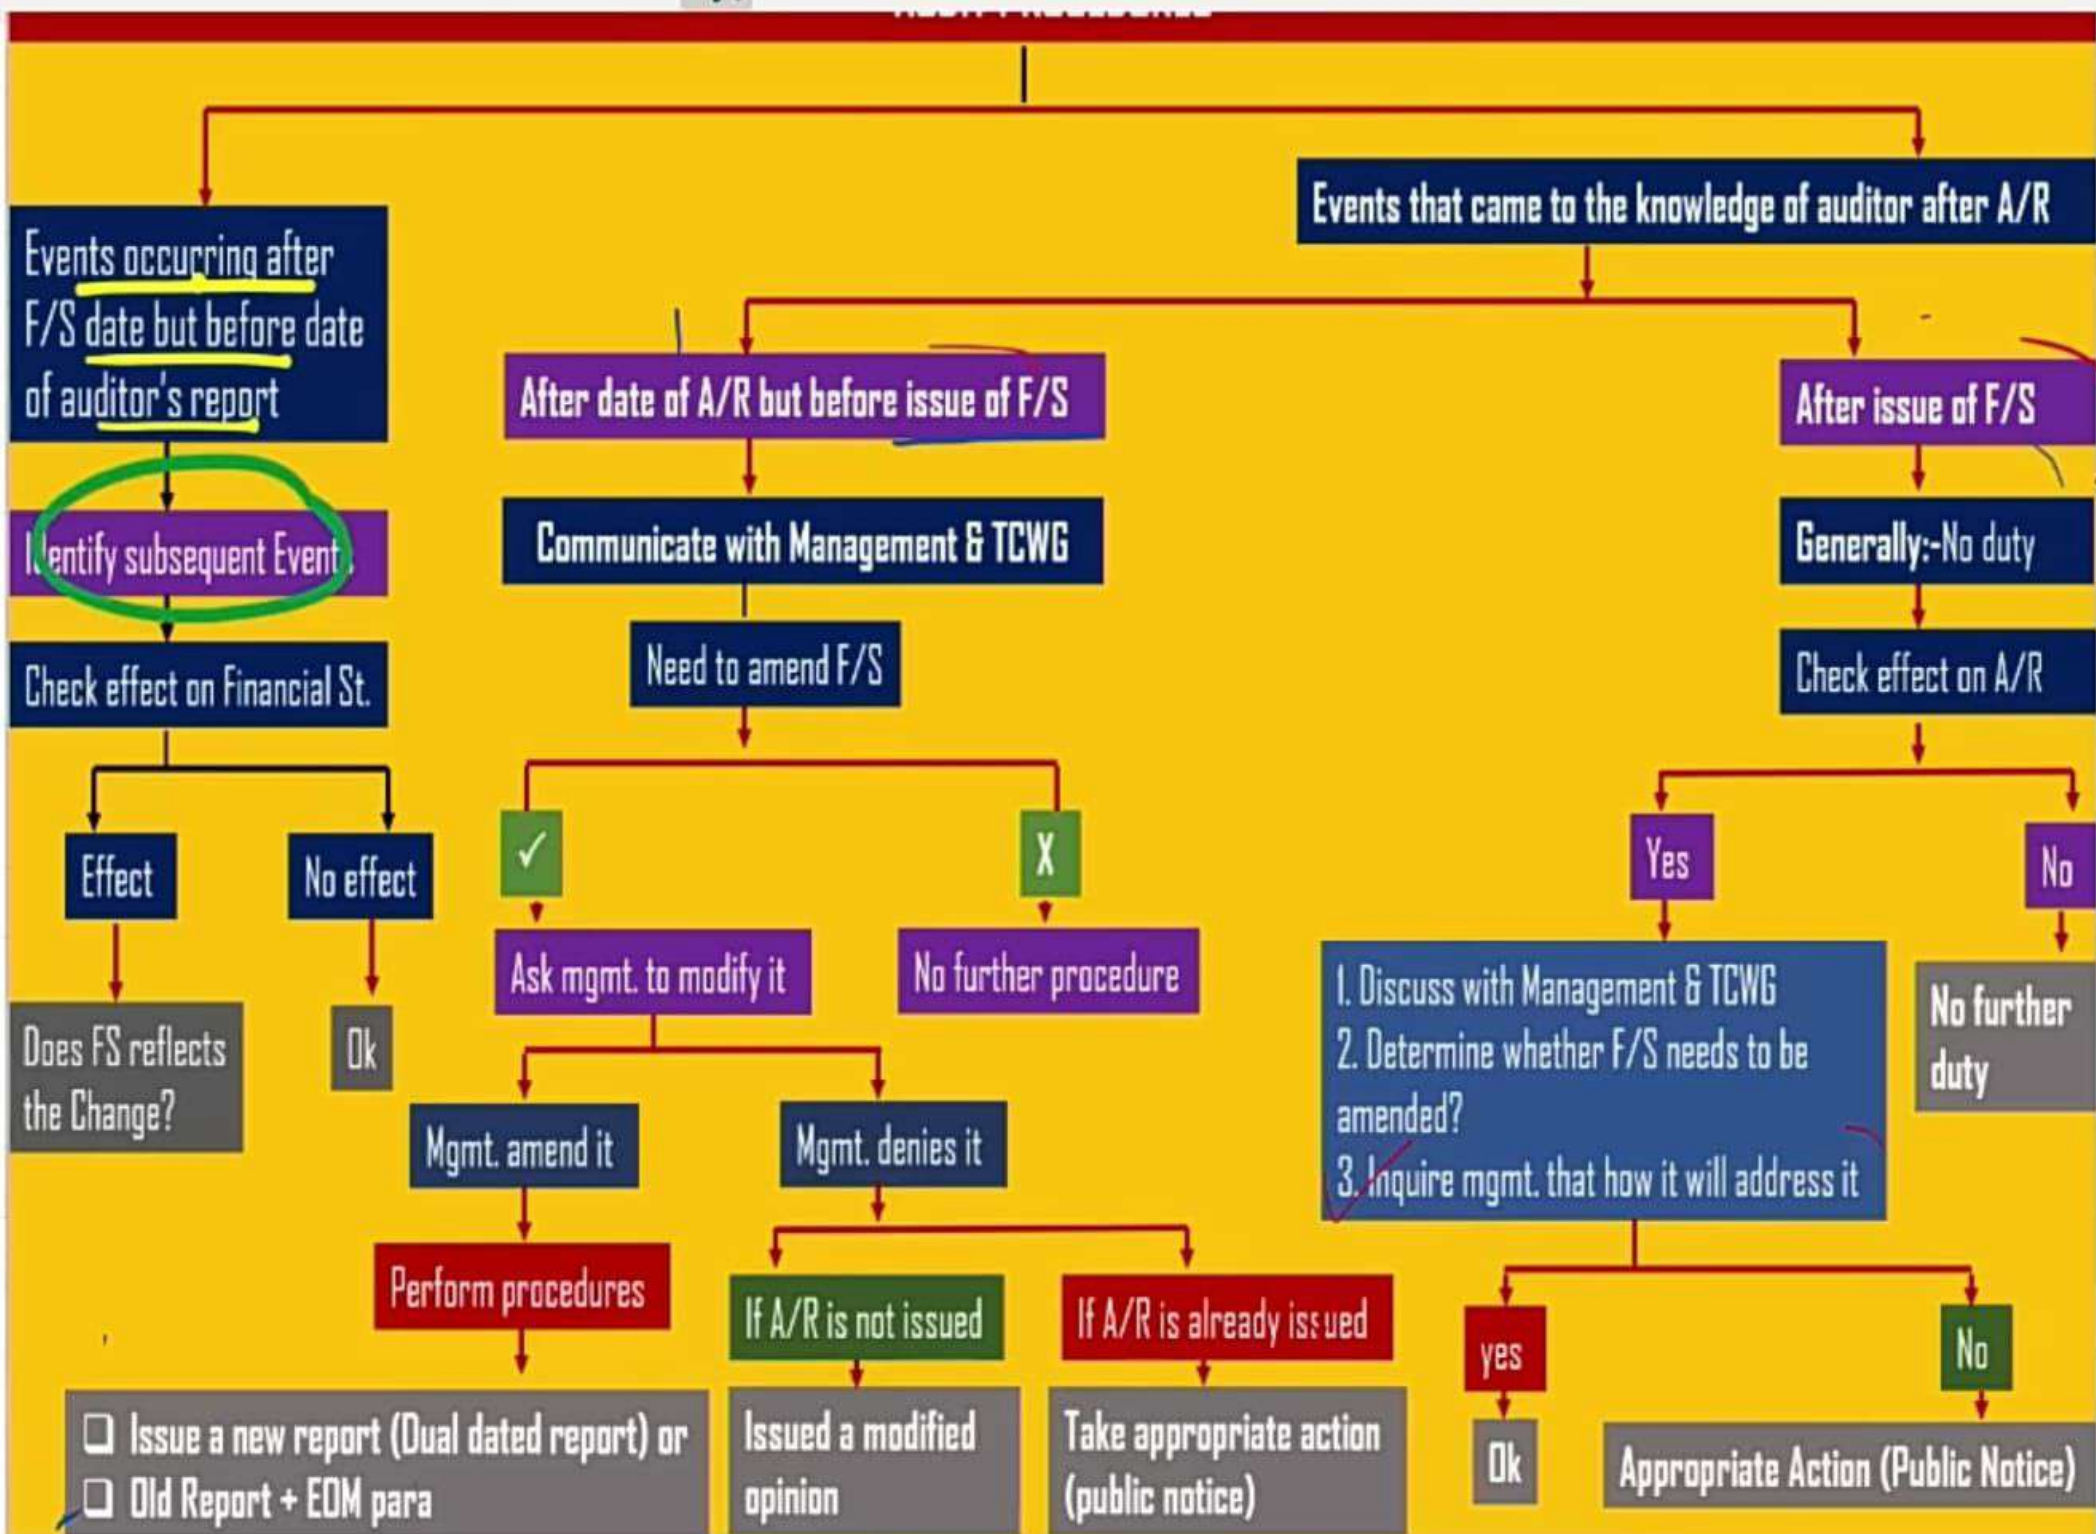 Events that came to the knowledge of auditor after A/R
Events occurring after
F/S date but before date
of auditor's report
After date of A/R but before issue of F/S
After issue of F/S
Identify subsequent Event
Communicate with Management & TCWG
Generally:-No duty
Check effect on Financial St.
Need to amend F/S
Check effect on A/R
Effect
No effect
✓
X
Yes
No
Does FS reflects
the Change?
Ok
Ask mgmt. to modify it
No further procedure
1. Discuss with Management & TCWG
2. Determine whether F/S needs to be
amended?
3. Inquire mgmt. that how it will address it
No further
duty
Mgmt. amend it
Mgmt. denies it
Perform procedures
If A/R is not issued
If A/R is already issued
yes
No
❑ Issue a new report (Dual dated report) or
❑ Old Report + EOM para
Issued a modified
opinion
Take appropriate action
(public notice)
Ok
Appropriate Action (Public Notice)